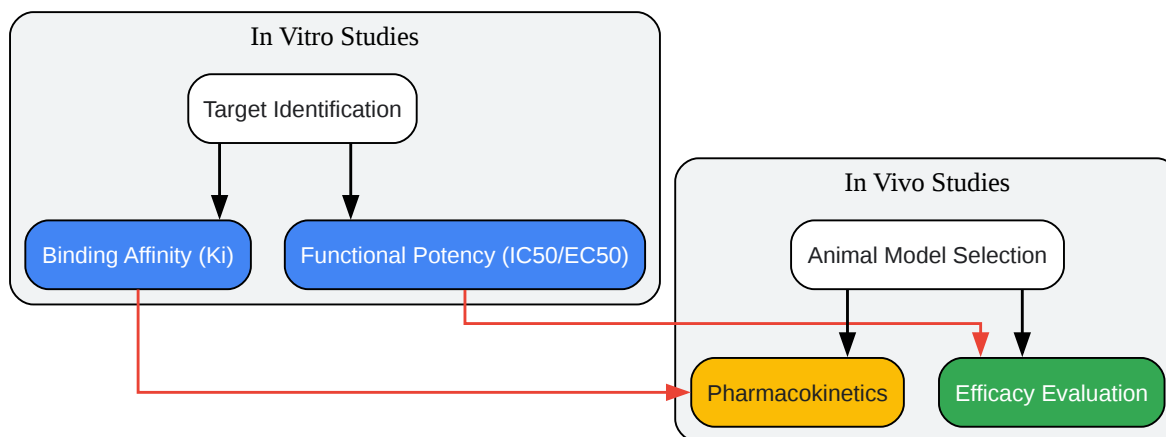 In Vitro Studies
Target Identification
Binding Affinity (Ki)
Functional Potency (IC50/EC50)
In Vivo Studies
Animal Model Selection
Pharmacokinetics
Efficacy Evaluation